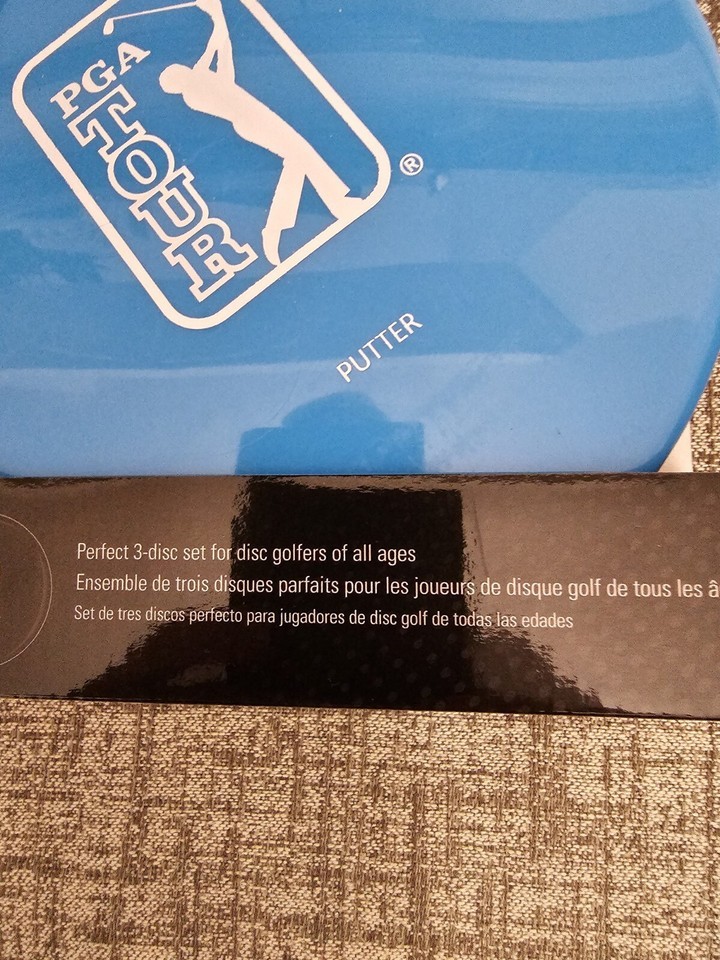 PGA
TOUR
®
PUTTER
Perfect 3-disc set for disc golfers of all ages
Ensemble de trois disques parfaits pour les joueurs de disque golf de tous les â
Set de tres discos perfecto para jugadores de disc golf de todas las edades